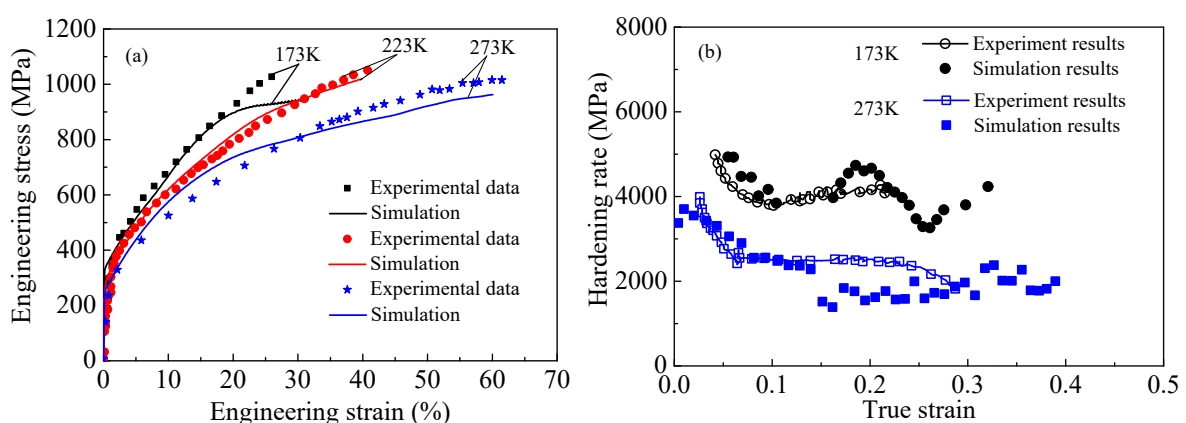 (a)
173K
223K
273K
Engineering stress (MPa)
1200
1000
800
600
400
200
0
Experimental data
Simulation
Experimental data
Simulation
Experimental data
Simulation
0 10 20 30 40 50 60 70
Engineering strain (%)
(b)
173K
Experiment results
Simulation results
273K
Experiment results
Simulation results
Hardening rate (MPa)
8000
6000
4000
2000
0
0.0 0.1 0.2 0.3 0.4 0.5
True strain